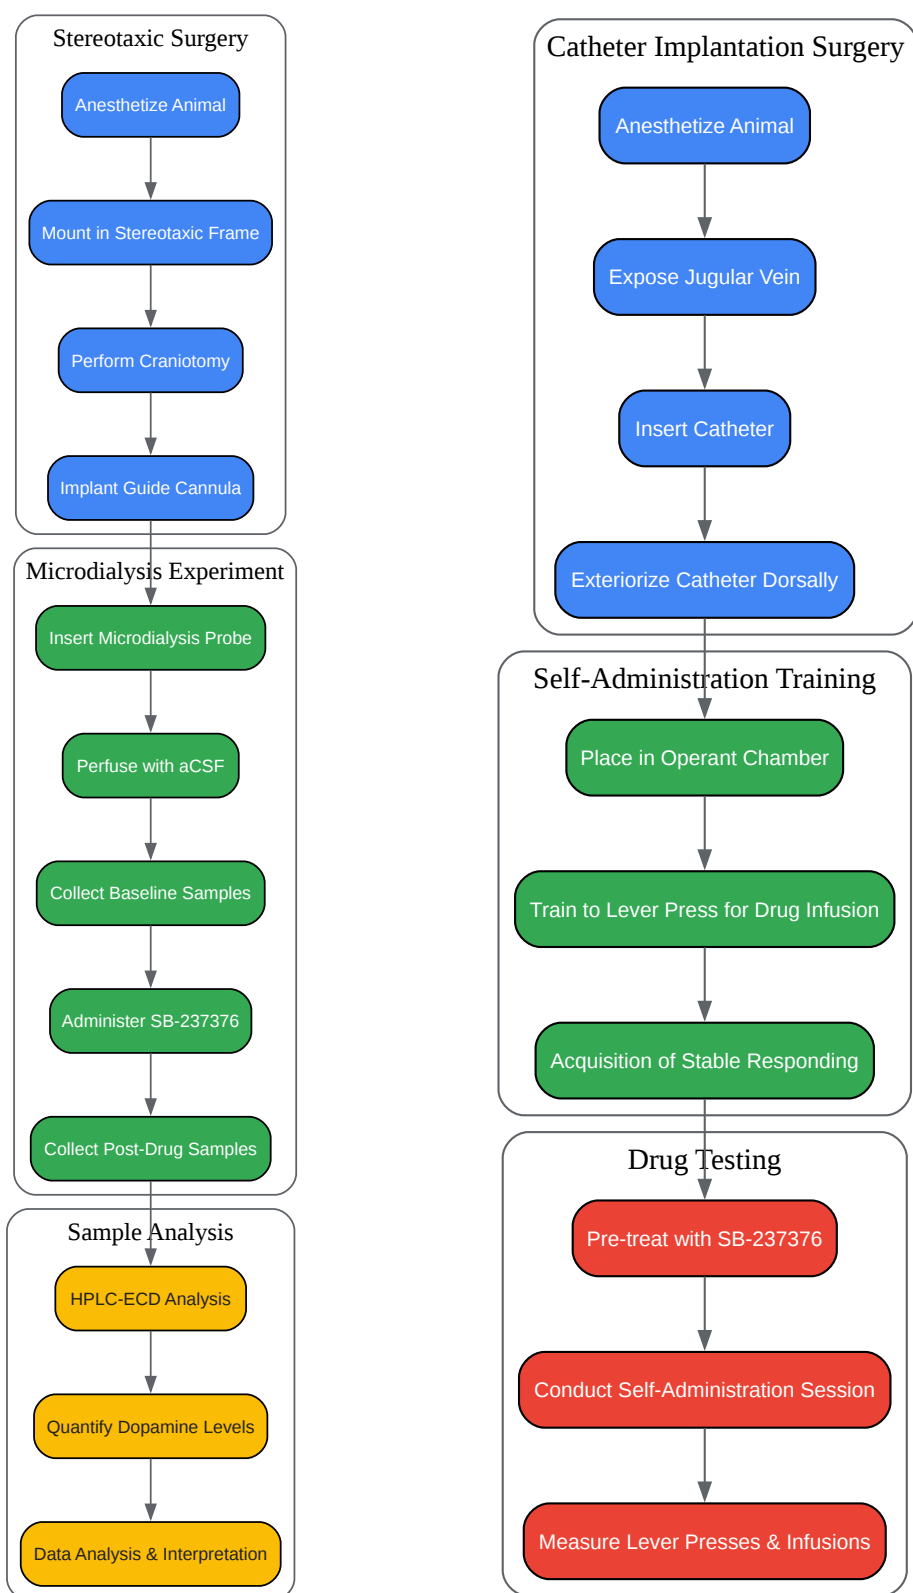 Stereotaxic Surgery
Anesthetize Animal
Mount in Stereotaxic Frame
Perform Craniotomy
Implant Guide Cannula
Microdialysis Experiment
Insert Microdialysis Probe
Perfuse with aCSF
Collect Baseline Samples
Administer SB-237376
Collect Post-Drug Samples
Sample Analysis
HPLC-ECD Analysis
Quantify Dopamine Levels
Data Analysis & Interpretation
Catheter Implantation Surgery
Anesthetize Animal
Expose Jugular Vein
Insert Catheter
Exteriorize Catheter Dorsally
Self-Administration Training
Place in Operant Chamber
Train to Lever Press for Drug Infusion
Acquisition of Stable Responding
Drug Testing
Pre-treat with SB-237376
Conduct Self-Administration Session
Measure Lever Presses & Infusions